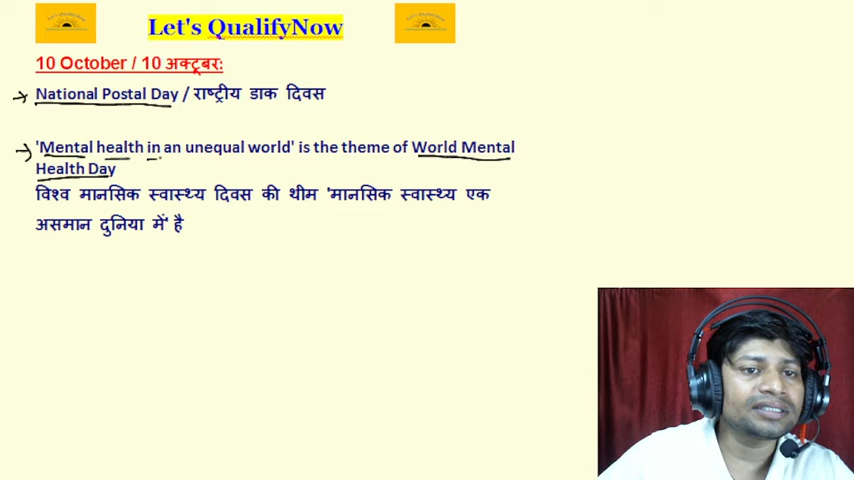 Let's QualifyNow
10 October / 10 अक्टूबर:
National Postal Day / राष्ट्रीय डाक दिवस
'Mental health in an unequal world' is the theme of World Mental
Health Day
विश्व मानसिक स्वास्थ्य दिवस की थीम 'मानसिक स्वास्थ्य एक
असमान दुनिया में' है